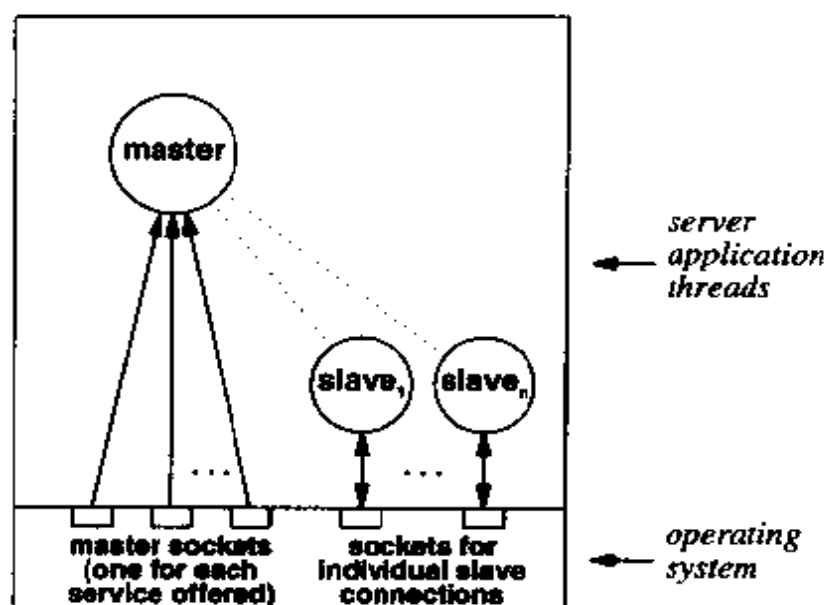 master
server
application
threads
slave₁ slave_n
... ...
master sockets
(one for each
service offered)
sockets for
individual slave
connections
operating
system